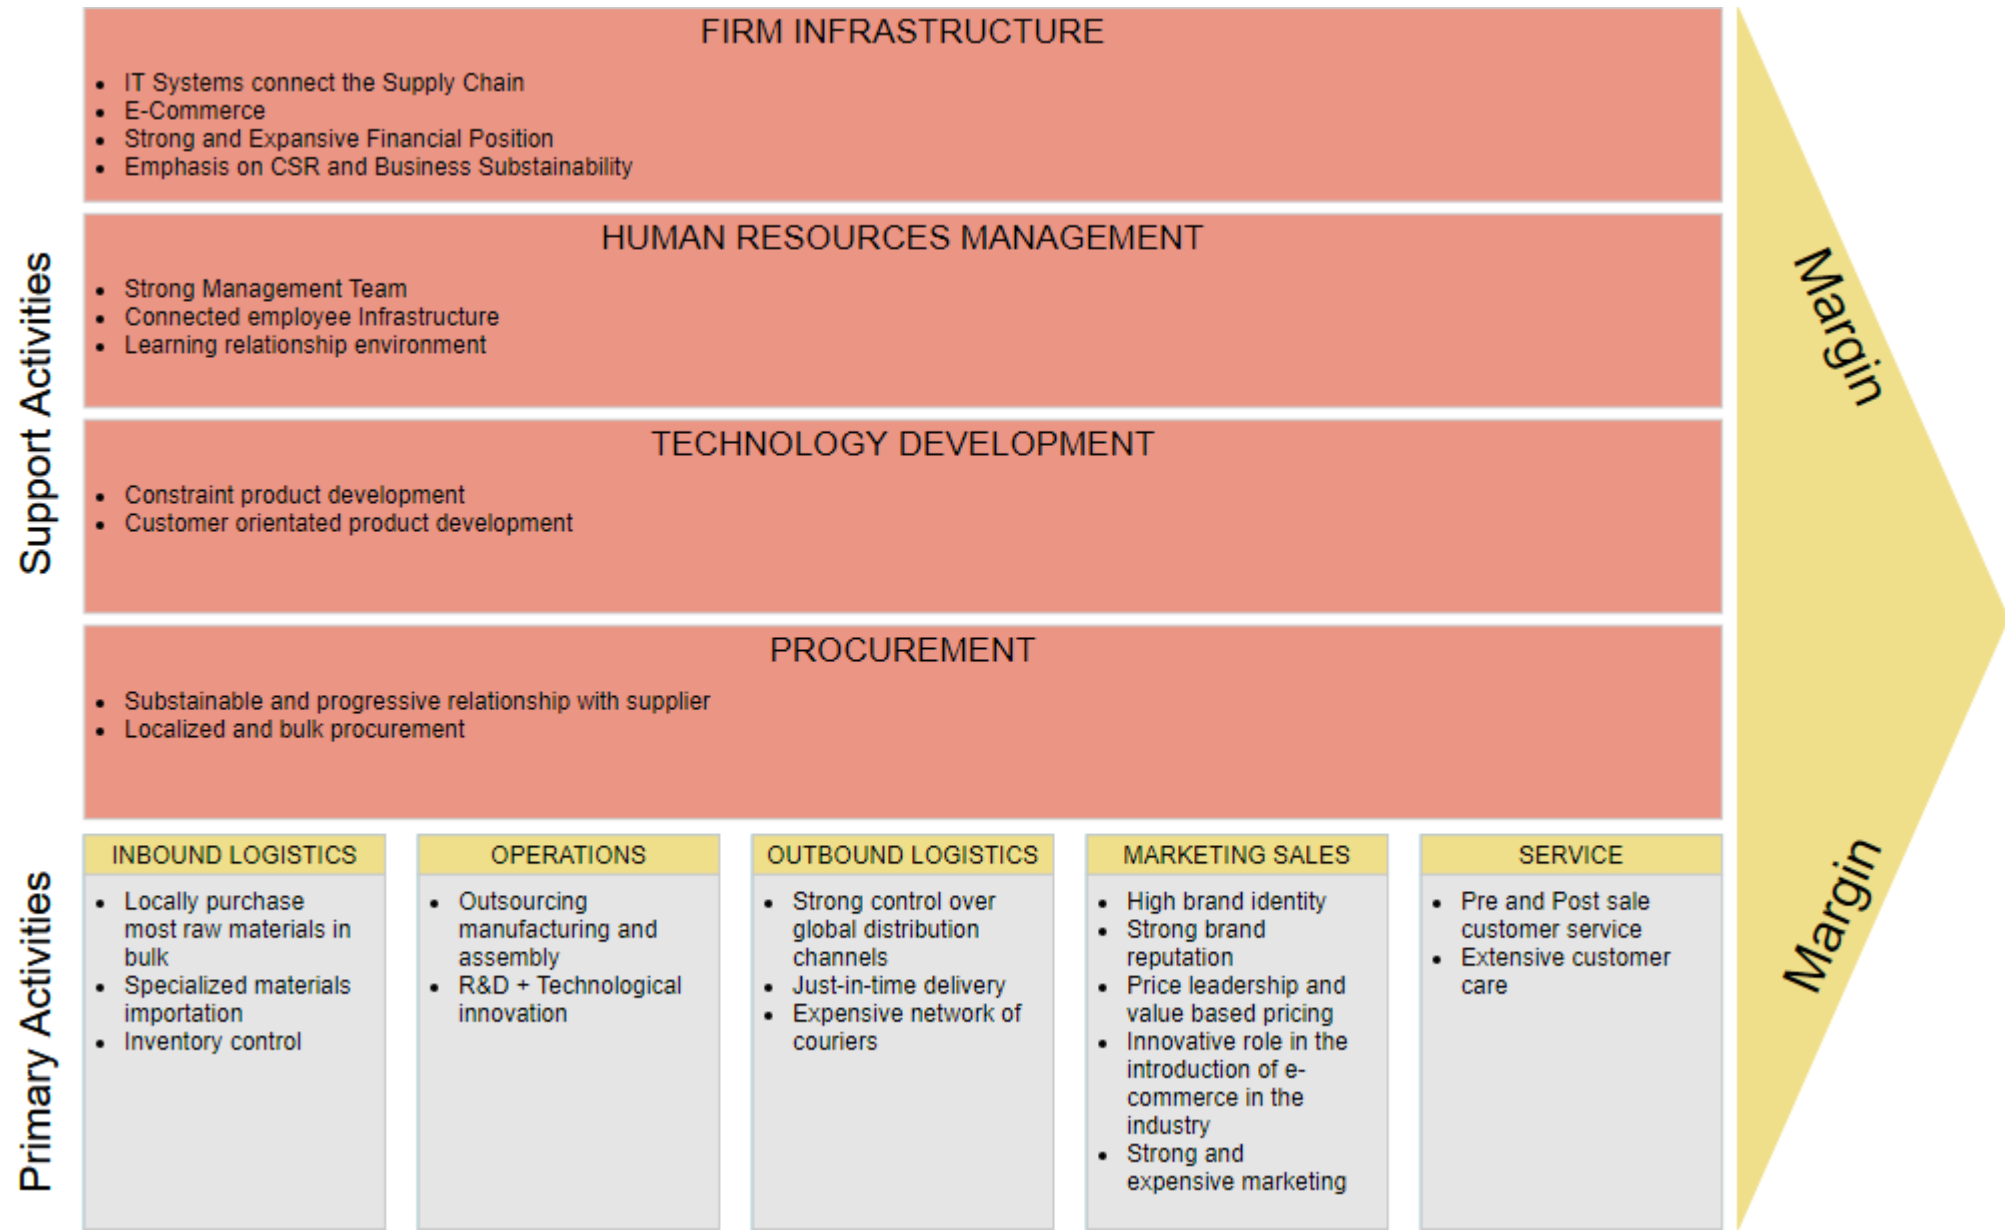 FIRM INFRASTRUCTURE
• IT Systems connect the Supply Chain
• E-Commerce
• Strong and Expansive Financial Position
• Emphasis on CSR and Business Substainability
Support Activities
HUMAN RESOURCES MANAGEMENT
• Strong Management Team
• Connected employee Infrastructure
• Learning relationship environment
TECHNOLOGY DEVELOPMENT
• Constraint product development
• Customer orientated product development
PROCUREMENT
• Substainable and progressive relationship with supplier
• Localized and bulk procurement
Margin
Primary Activities
INBOUND LOGISTICS
• Locally purchase
most raw materials in
bulk
• Specialized materials
importation
• Inventory control
OPERATIONS
• Outsourcing
manufacturing and
assembly
• R&D + Technological
innovation
OUTBOUND LOGISTICS
• Strong control over
global distribution
channels
• Just-in-time delivery
• Expensive network of
couriers
MARKETING SALES
• High brand identity
• Strong brand
reputation
• Price leadership and
value based pricing
• Innovative role in the
introduction of e-
commerce in the
industry
• Strong and
expensive marketing
SERVICE
• Pre and Post sale
customer service
• Extensive customer
care
Margin